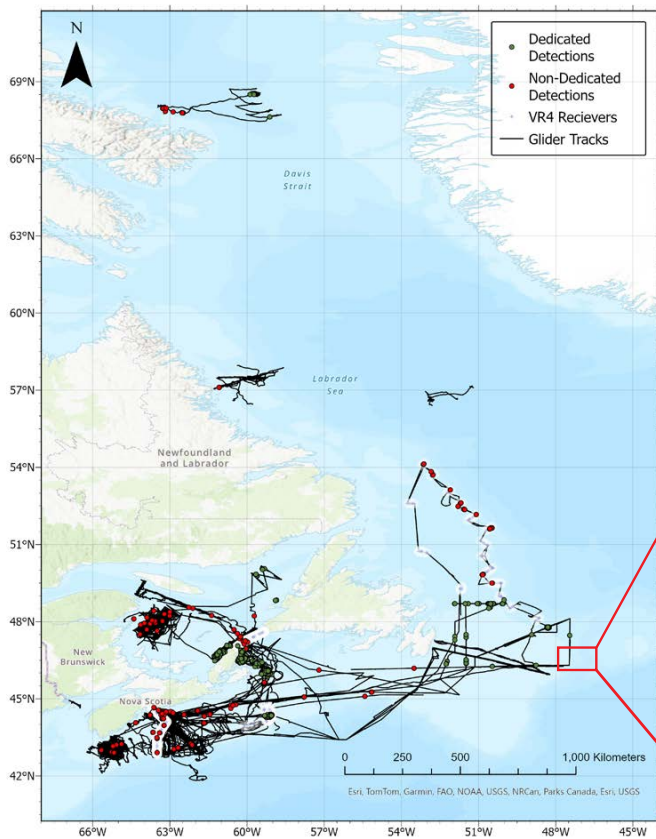 N
Dedicated
Detections
Non-Dedicated
Detections
VR4 Recievers
Glider Tracks
69°N
66°N
Davis
Strait
63°N
60°N
57°N
Labrador
Sea
Newfoundland
and Labrador
54°N
51°N
48°N
New
Brunswick
45°N
Nova Scotia
0 250 500 1,000 Kilometers
42°N
Esri, TomTom, Garmin, FAO, NOAA, USGS, NRCan, Parks Canada, Esri, USGS
66°W 63°W 60°W 57°W 54°W 51°W 48°W 45°W